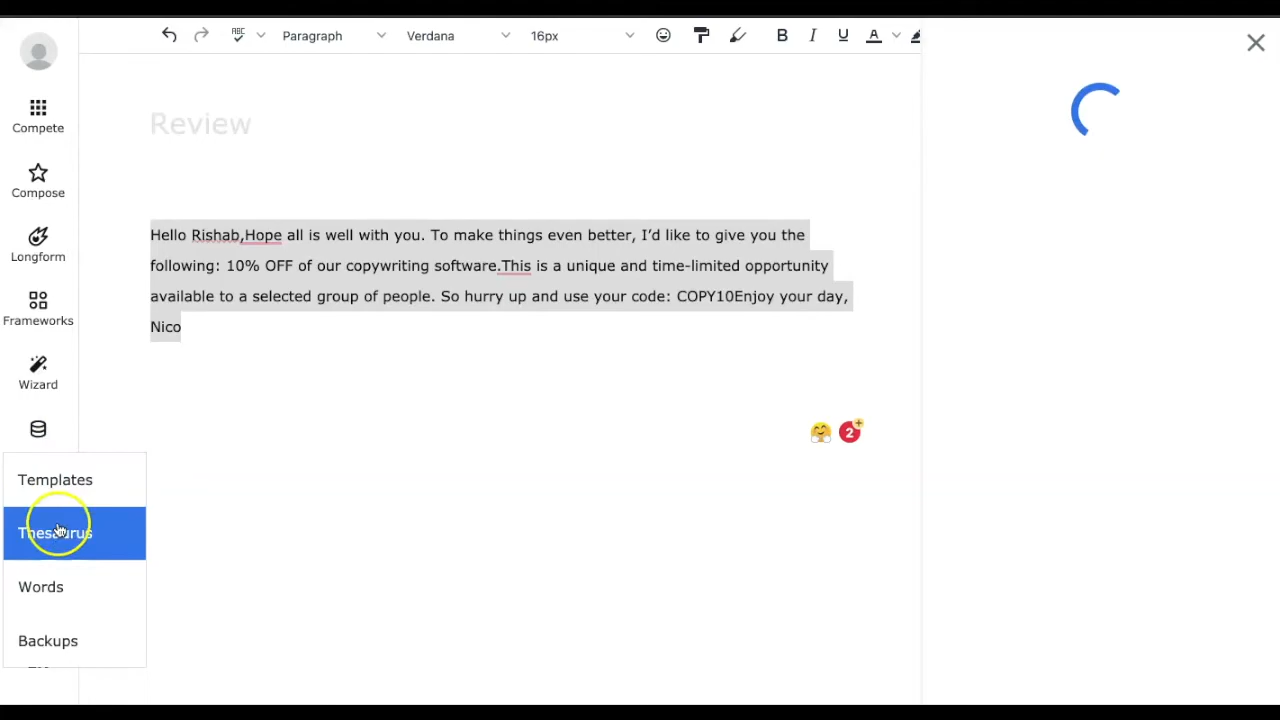 ABC
Paragraph
Verdana
16px
B
I
U
A
Compete
Compose
Longform
Frameworks
Wizard
Templates
Thesaurus
Words
Backups
Review
Hello Rishab,Hope all is well with you. To make things even better, I’d like to give you the
following: 10% OFF of our copywriting software.This is a unique and time-limited opportunity
available to a selected group of people. So hurry up and use your code: COPY10Enjoy your day,
Nico
2